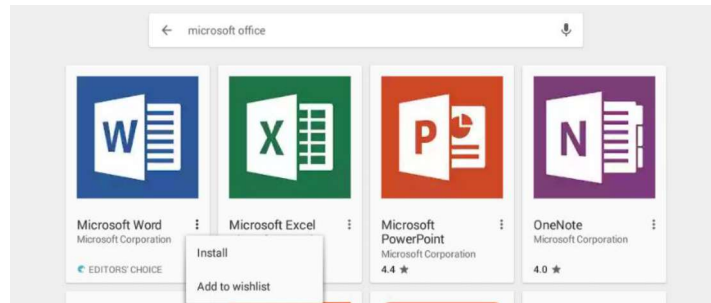 microsoft office
W
X
P
N
Microsoft Word
Microsoft Corporation
EDITORS' CHOICE
Install
Add to wishlist
Microsoft Excel
Microsoft
PowerPoint
Microsoft Corporation
4.4 ★
OneNote
Microsoft Corporation
4.0 ★